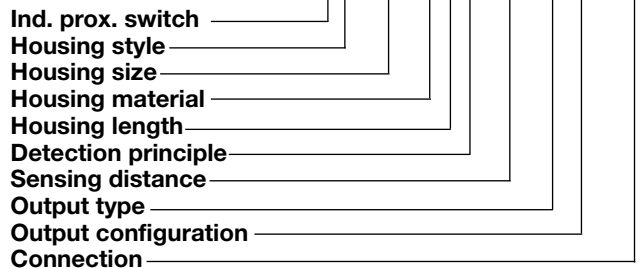 Ind. prox. switch
Housing style
Housing size
Housing material
Housing length
Detection principle
Sensing distance
Output type
Output configuration
Connection